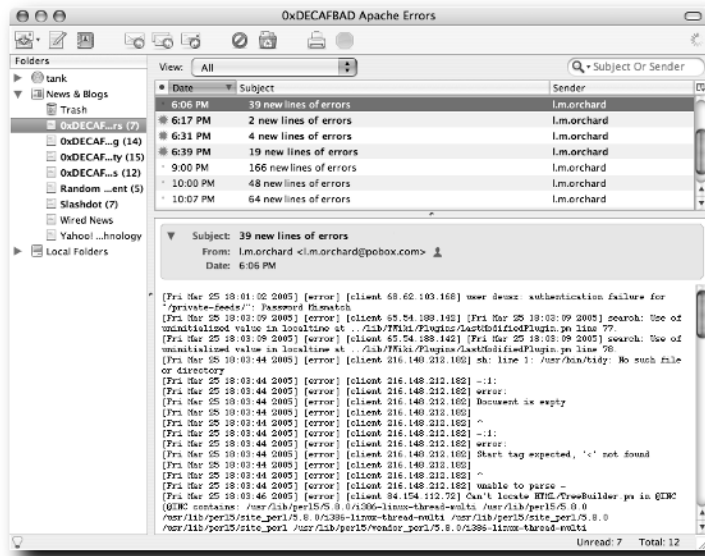 0xDECAFBAD Apache Errors
Folders
tank
News & Blogs
Trash
0xDECAF...rs (7)
0xDECAF...g (14)
0xDECAF...ty (15)
0xDECAF...s (12)
Random ...ent (5)
Slashdot (7)
Wired News
Yahoo! ...hnology
Local Folders
View: All
Subject Or Sender
Date Subject Sender
6:06 PM 39 new lines of errors l.m.orchard
6:17 PM 2 new lines of errors l.m.orchard
6:31 PM 4 new lines of errors l.m.orchard
6:39 PM 19 new lines of errors l.m.orchard
9:00 PM 166 new lines of errors l.m.orchard
10:00 PM 48 new lines of errors l.m.orchard
10:07 PM 64 new lines of errors l.m.orchard
Subject: 39 new lines of errors
From: l.m.orchard <l.m.orchard@pobox.com>
Date: 6:06 PM
[Fri Mar 25 18:01:02 2005] [error] [client 68.62.103.168] user deusx: authentication failure for
"/private-feeds/": Password Mismatch
[Fri Mar 25 18:03:09 2005] [error] [client 65.54.188.142] [Fri Mar 25 18:03:09 2005] search: Use of
uninitialized value in localtime at ../lib/TWiki/Plugins/LastModifiedPlugin.pm line 77.
[Fri Mar 25 18:03:09 2005] [error] [client 65.54.188.142] [Fri Mar 25 18:03:09 2005] search: Use of
uninitialized value in localtime at ../lib/TWiki/Plugins/LastModifiedPlugin.pm line 78.
[Fri Mar 25 18:03:44 2005] [error] [client 216.148.212.182] sh: line 1: /usr/bin/tidy: No such file
or directory
[Fri Mar 25 18:03:44 2005] [error] [client 216.148.212.182] -:1:
[Fri Mar 25 18:03:44 2005] [error] [client 216.148.212.182] error:
[Fri Mar 25 18:03:44 2005] [error] [client 216.148.212.182] Document is empty
[Fri Mar 25 18:03:44 2005] [error] [client 216.148.212.182]
[Fri Mar 25 18:03:44 2005] [error] [client 216.148.212.182] ^
[Fri Mar 25 18:03:44 2005] [error] [client 216.148.212.182] -:1:
[Fri Mar 25 18:03:44 2005] [error] [client 216.148.212.182] error:
[Fri Mar 25 18:03:44 2005] [error] [client 216.148.212.182] Start tag expected, '<' not found
[Fri Mar 25 18:03:44 2005] [error] [client 216.148.212.182]
[Fri Mar 25 18:03:44 2005] [error] [client 216.148.212.182] ^
[Fri Mar 25 18:03:44 2005] [error] [client 216.148.212.182] unable to parse -
[Fri Mar 25 18:03:46 2005] [error] [client 84.154.112.72] Can't locate HTML/TreeBuilder.pm in @INC
(@INC contains: /usr/lib/perl5/5.8.0/i386-linux-thread-multi /usr/lib/perl5/5.8.0
/usr/lib/perl5/site_perl/5.8.0/i386-linux-thread-multi /usr/lib/perl5/site_perl/5.8.0
/usr/lib/perl5/site_perl /usr/lib/perl5/vendor_perl/5.8.0/i386-linux-thread-multi
Unread: 7 Total: 12